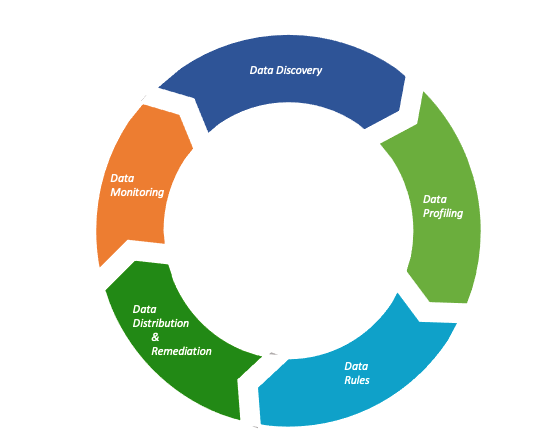 Data Discovery
Data
Profiling
Data
Rules
Data
Distribution
&
Remediation
Data
Monitoring